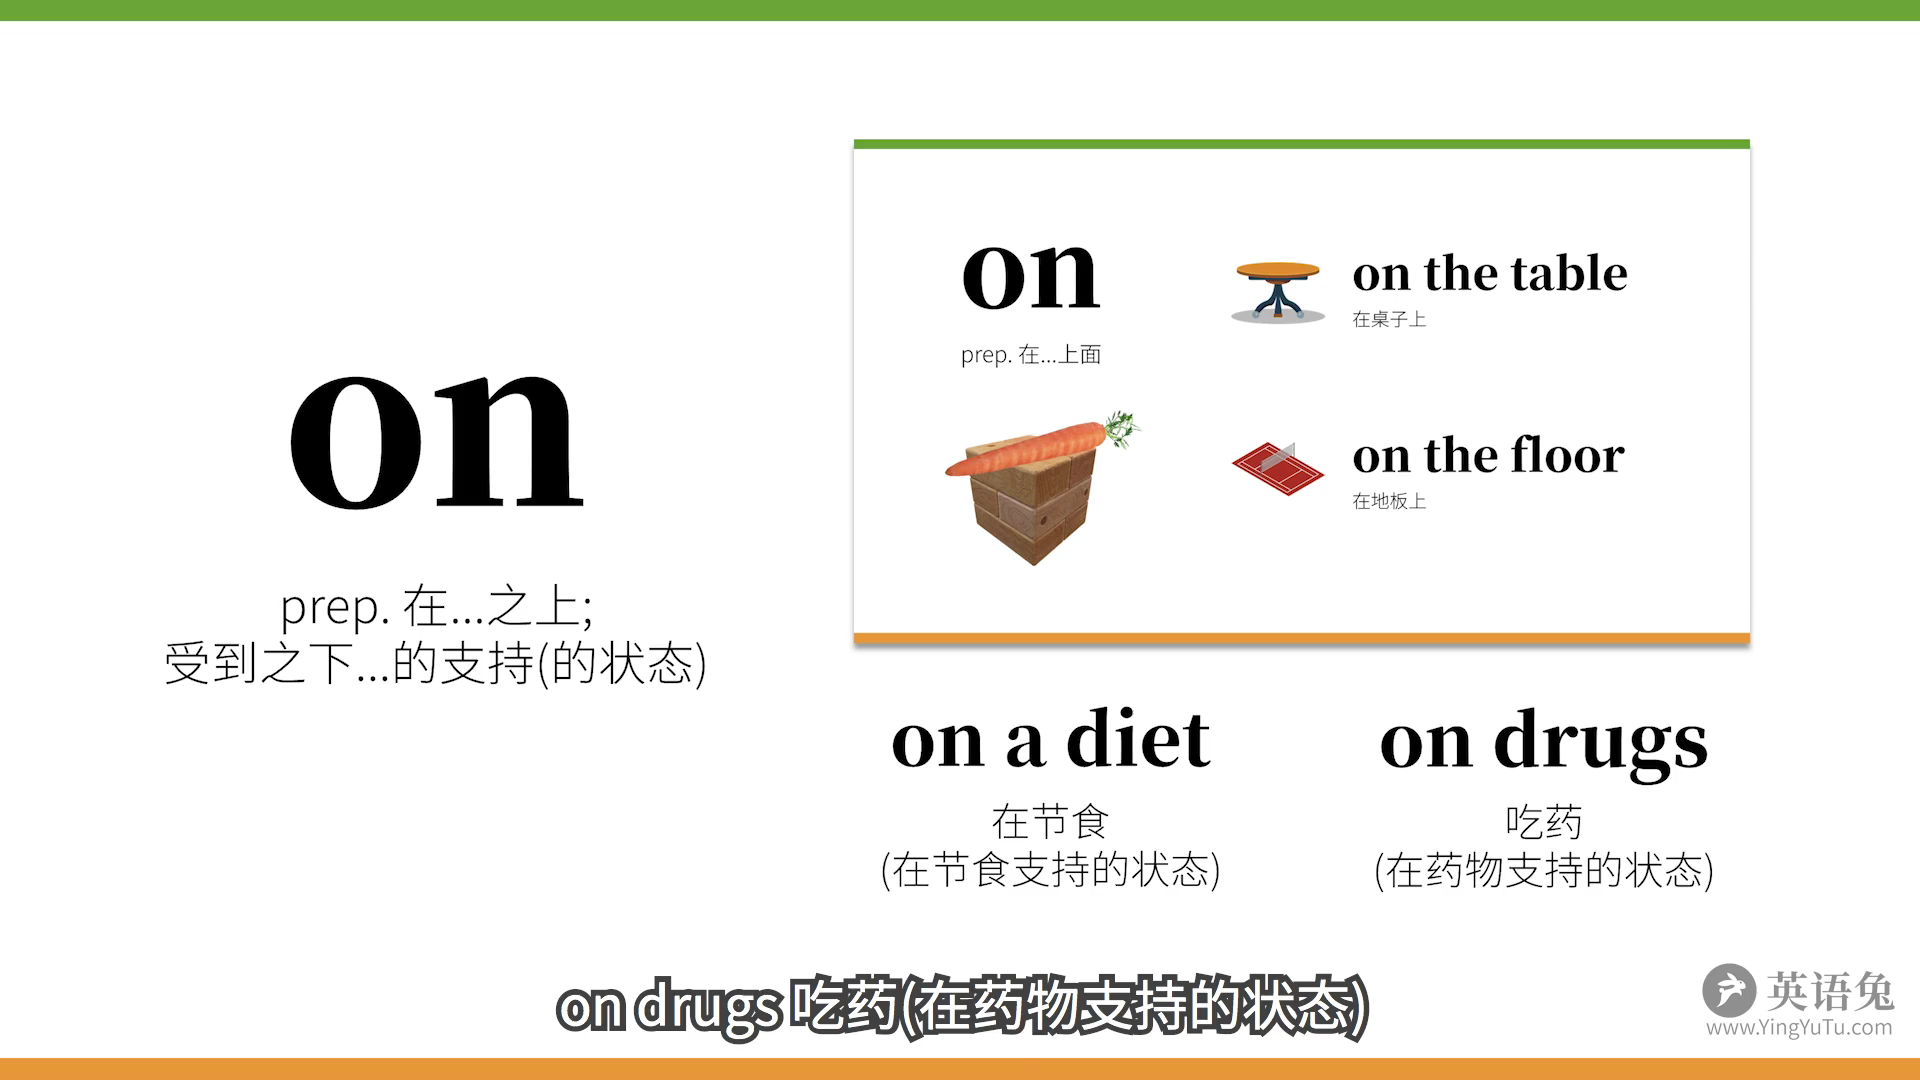 on
prep. 在...之上;
受到之下...的支持(的状态)
on
prep. 在...上面
on the table
在桌子上
on the floor
在地板上
on a diet
在节食
(在节食支持的状态)
on drugs
吃药
(在药物支持的状态)
on drugs 吃药(在药物支持的状态)
英语兔
www.YingYuTu.com